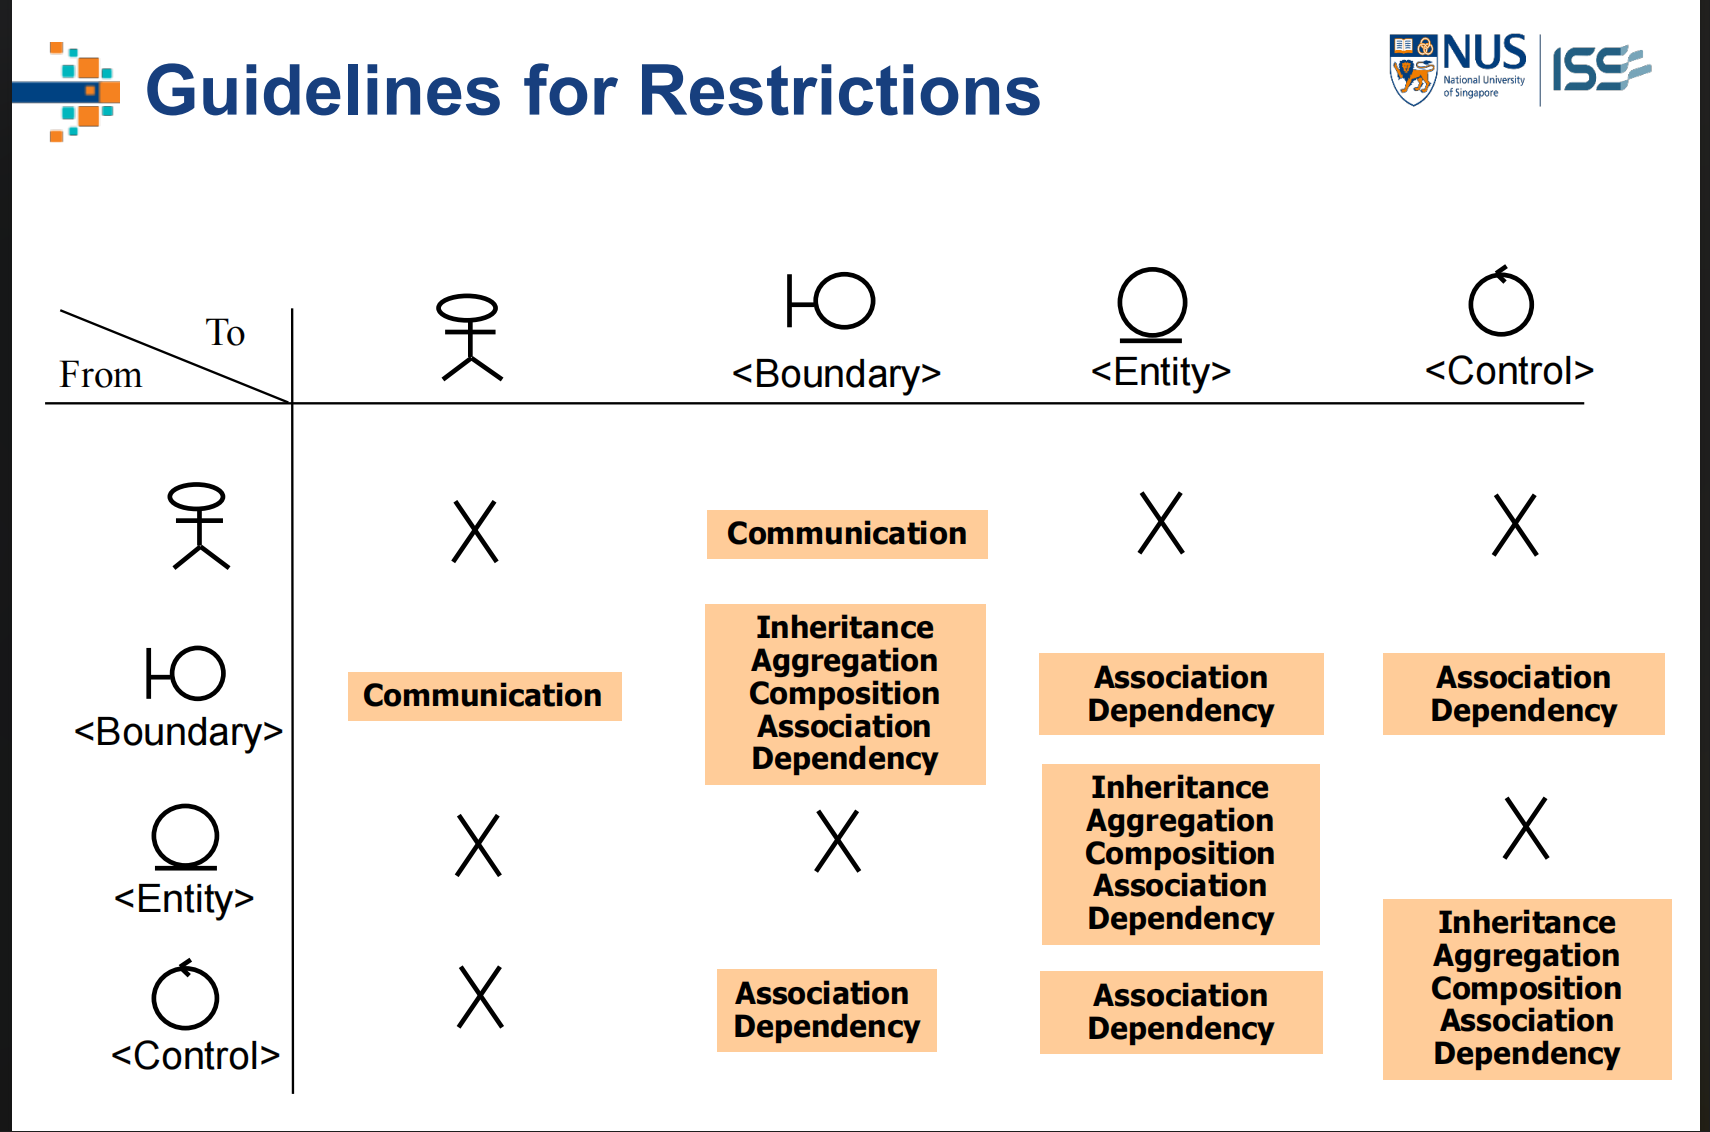 Guidelines for Restrictions
NUS
National University
of Singapore
ISS
To
From
<Boundary>
<Entity>
<Control>
Communication
<Boundary>
Communication
Inheritance
Aggregation
Composition
Association
Dependency
Association
Dependency
Association
Dependency
<Entity>
Inheritance
Aggregation
Composition
Association
Dependency
<Control>
Association
Dependency
Association
Dependency
Inheritance
Aggregation
Composition
Association
Dependency